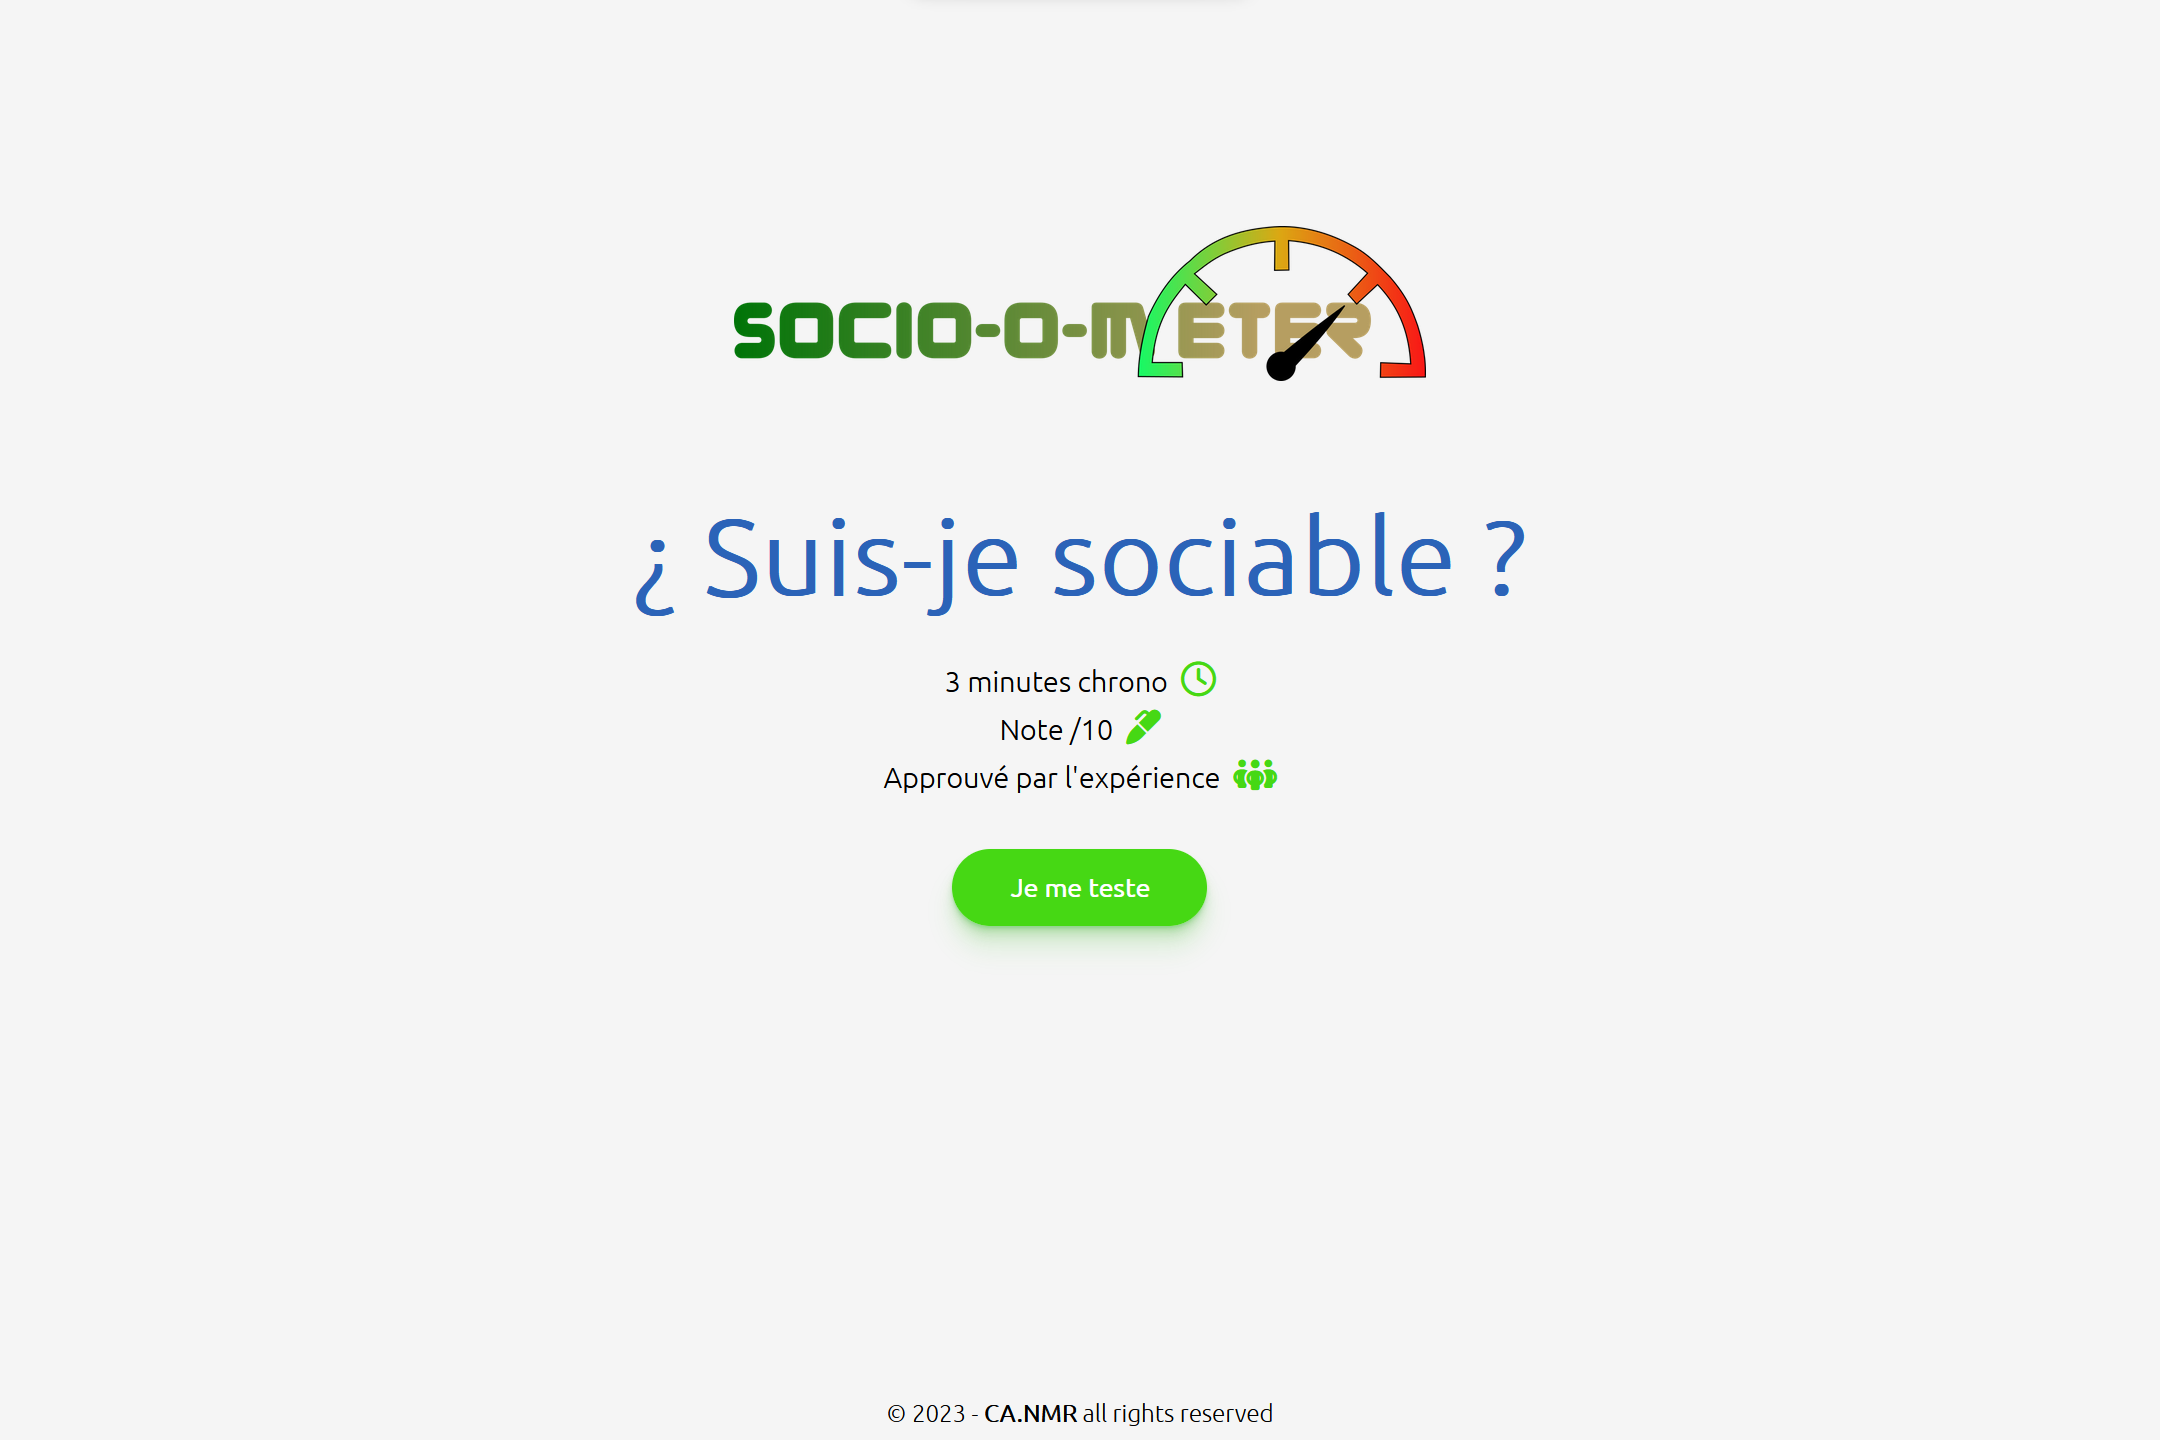 SOCIO-O-METER
¿ Suis-je sociable ?
3 minutes chrono
Note /10
Approuvé par l'expérience
Je me teste
© 2023 - CA.NMR all rights reserved